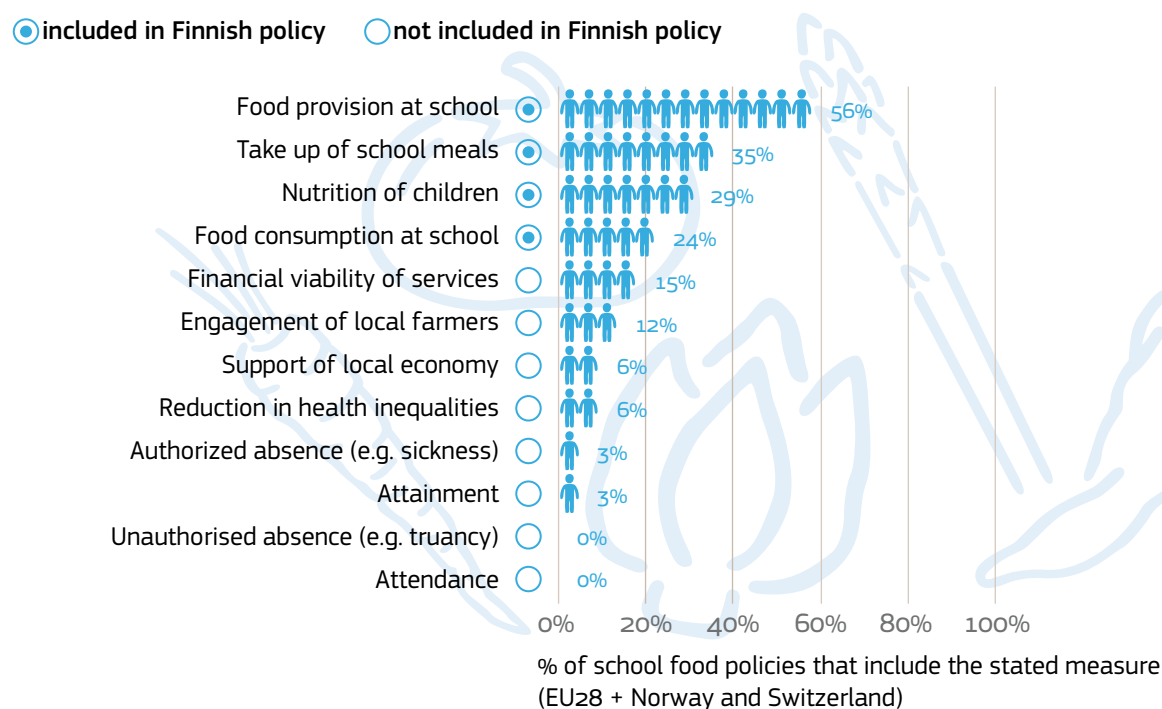 included in Finnish policy
not included in Finnish policy
Food provision at school 56%
Take up of school meals 35%
Nutrition of children 29%
Food consumption at school 24%
Financial viability of services 15%
Engagement of local farmers 12%
Support of local economy 6%
Reduction in health inequalities 6%
Authorized absence (e.g. sickness) 3%
Attainment 3%
Unauthorised absence (e.g. truancy) 0%
Attendance 0%
0% 20% 40% 60% 80% 100%
% of school food policies that include the stated measure
(EU28 + Norway and Switzerland)